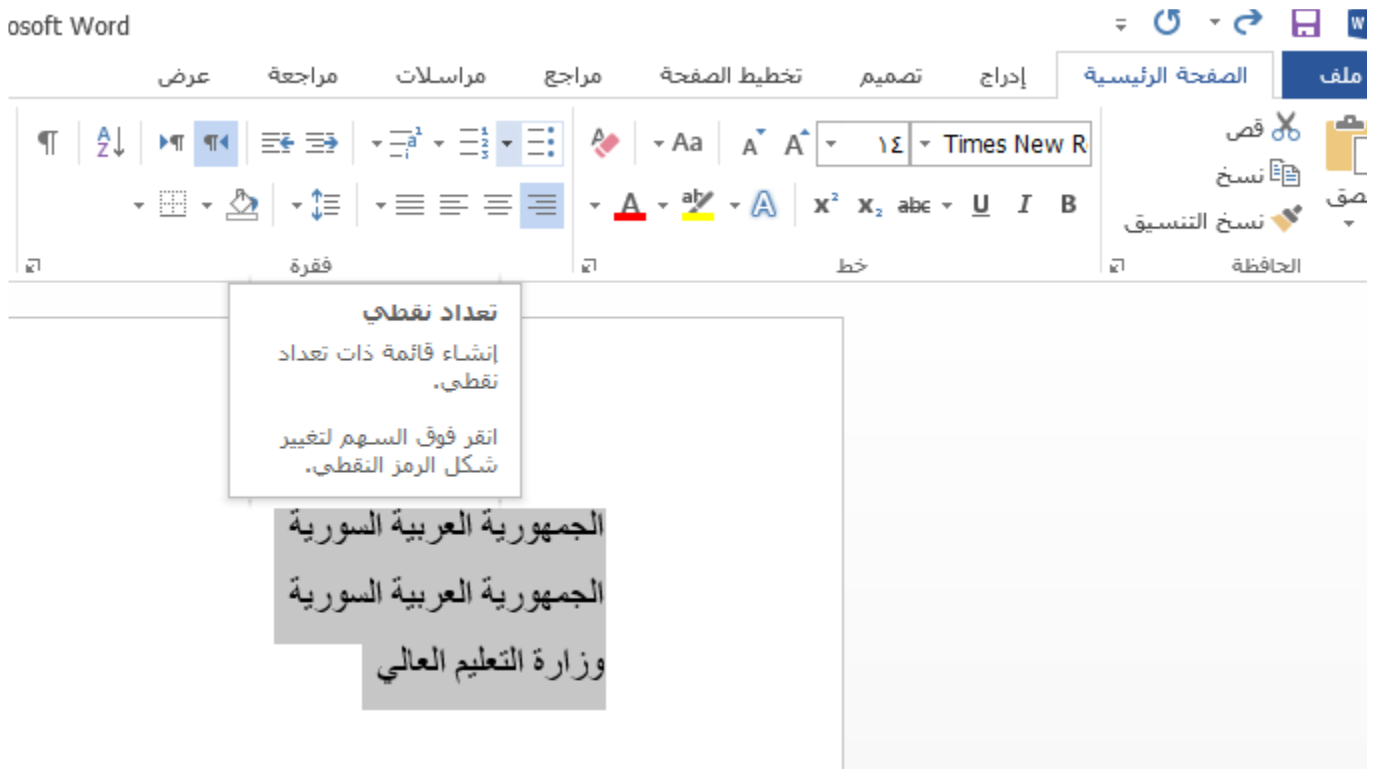 osoft Word
ملف الصفحة الرئيسية إدراج تصميم تخطيط الصفحة مراجع مراسلات مراجعة عرض
قص
نسخ
صق
نسخ التنسيق
الحافظة
Times New R ١٤ A A Aa
B I U abc x₂ x² A ab A
خط
فقرة
تعداد نقطي
إنشاء قائمة ذات تعداد
نقطي.
انقر فوق السهم لتغيير
شكل الرمز النقطي.
الجمهورية العربية السورية
الجمهورية العربية السورية
وزارة التعليم العالي